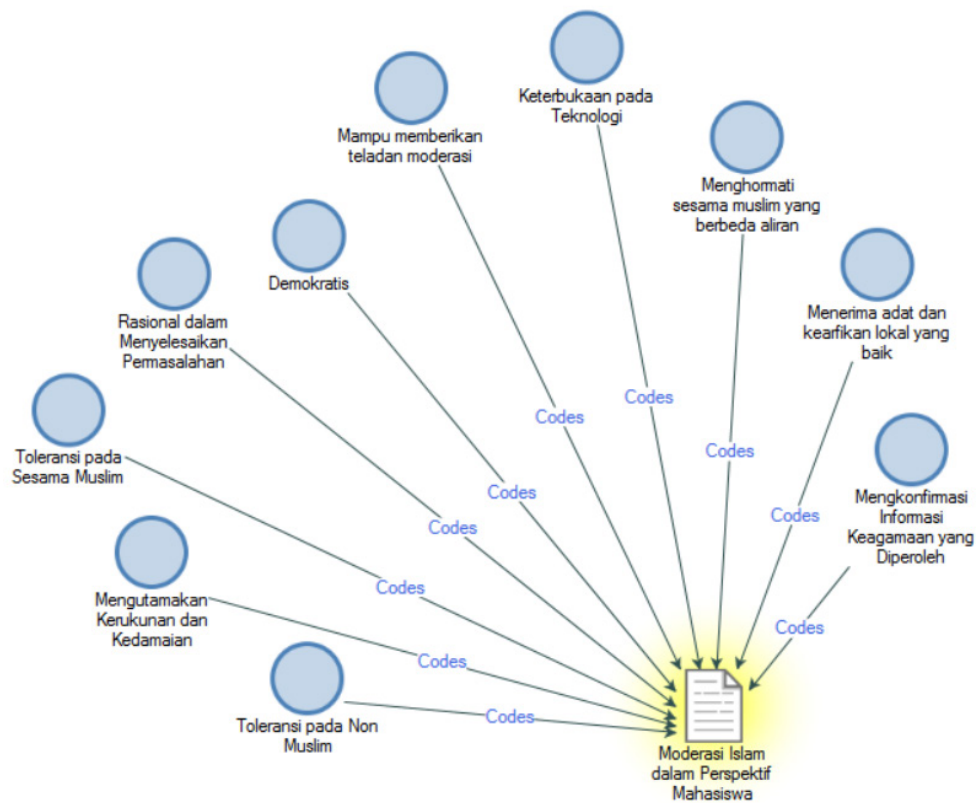 Keterbukaan pada
Teknologi
Mampu memberikan
teladan moderasi
Menghormati
sesama muslim yang
berbeda aliran
Demokratis
Menerima adat dan
kearfikan lokal yang
baik
Rasional dalam
Menyelesaikan
Permasalahan
Codes
Codes
Codes
Toleransi pada
Sesama Muslim
Codes
Mengkonfirmasi
Informasi
Keagamaan yang
Diperoleh
Codes
Codes
Codes
Mengutamakan
Kerukunan dan
Kedamaian
Codes
Codes
Codes
Toleransi pada Non
Muslim
Moderasi Islam
dalam Perspektif
Mahasiswa